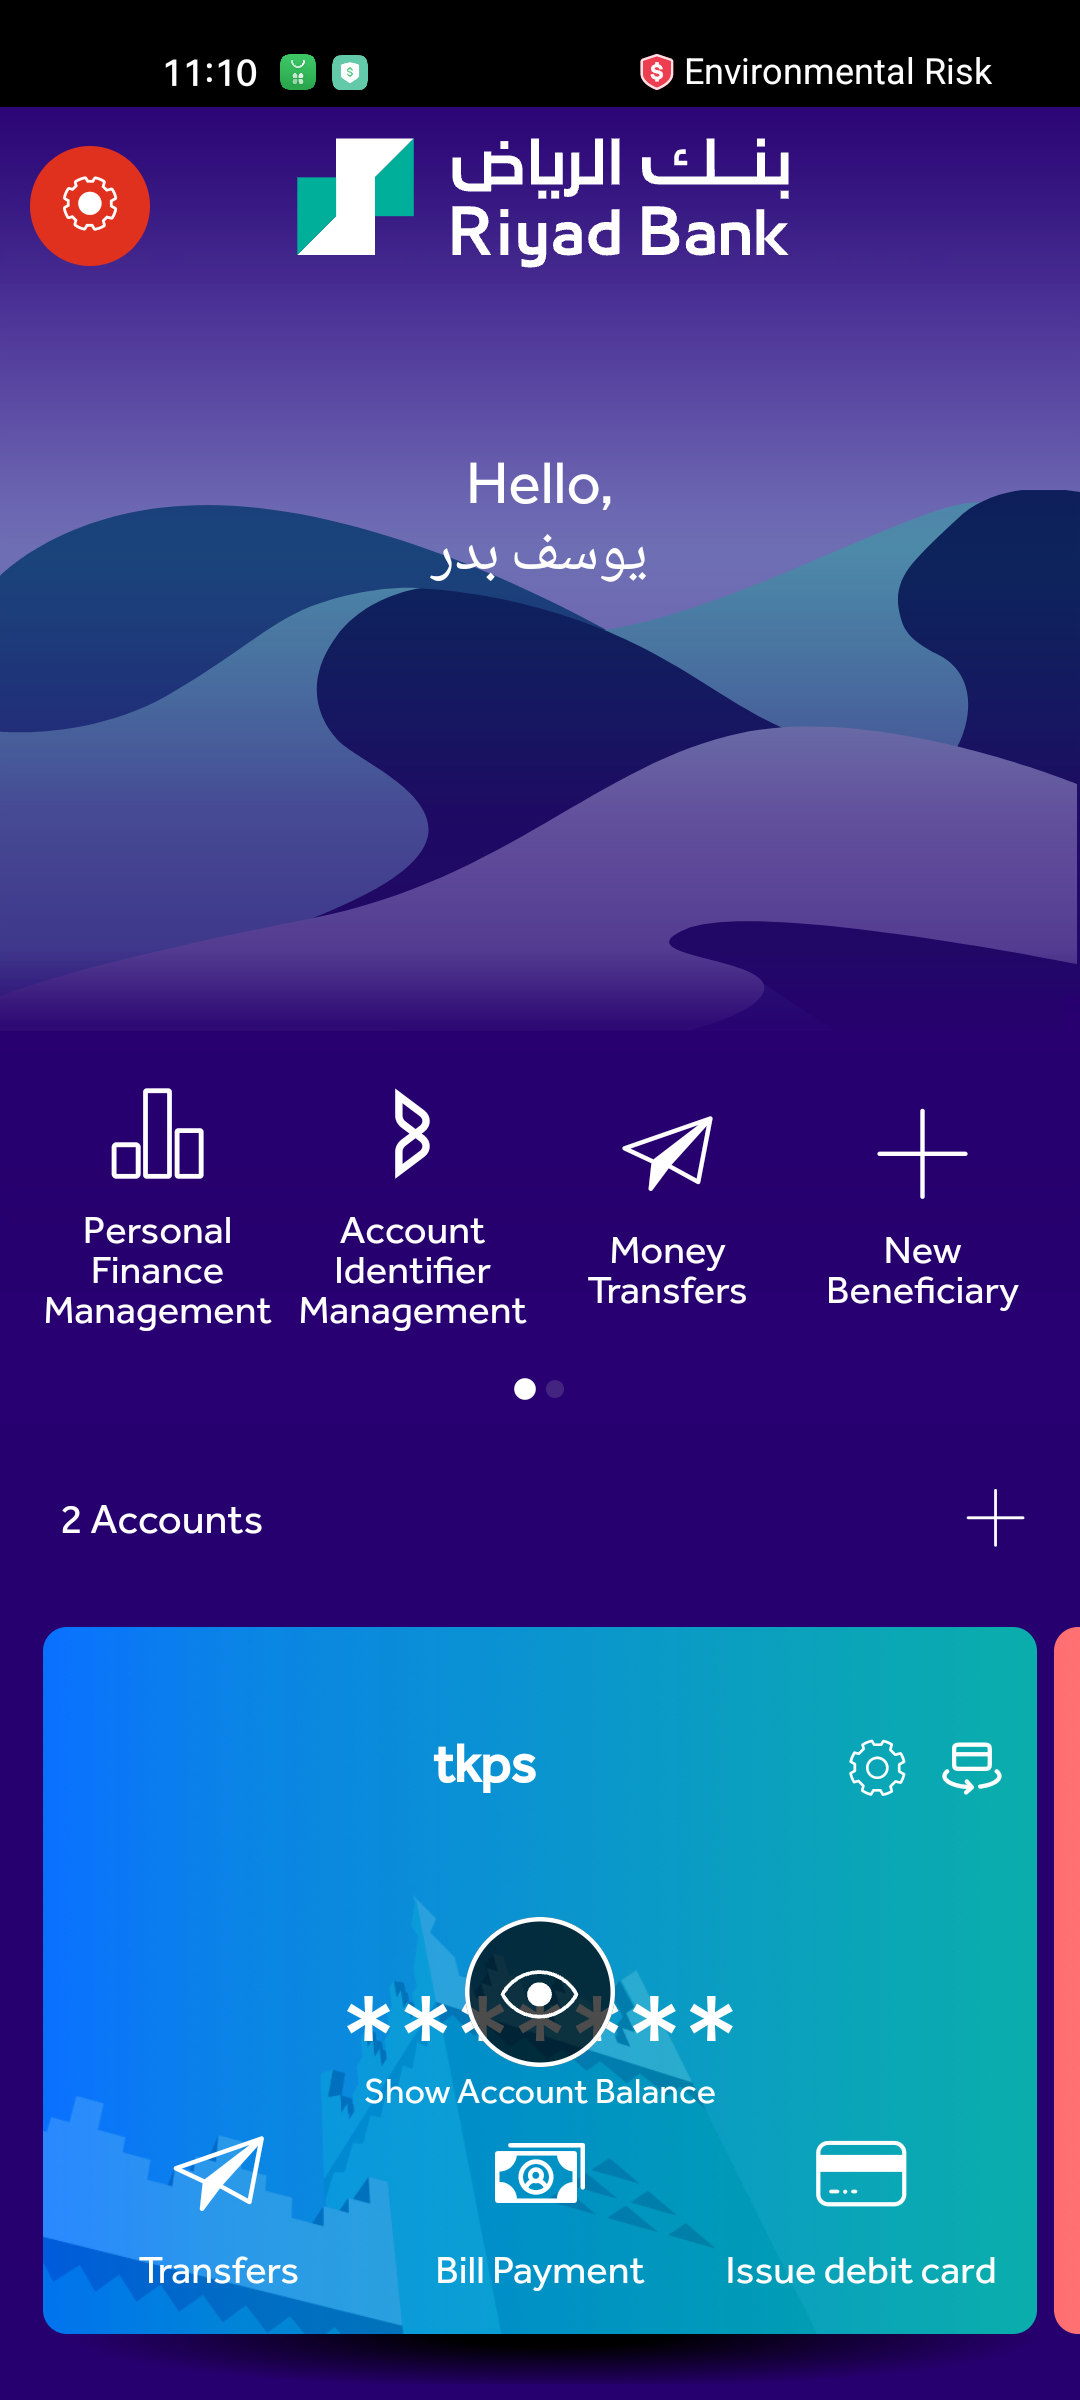 11:10
Environmental Risk
بنك الرياض
Riyad Bank
Hello,
يوسف بدر
Personal
Finance
Management
Account
Identifier
Management
Money
Transfers
New
Beneficiary
2 Accounts
tkps
*******
Show Account Balance
Transfers
Bill Payment
Issue debit card